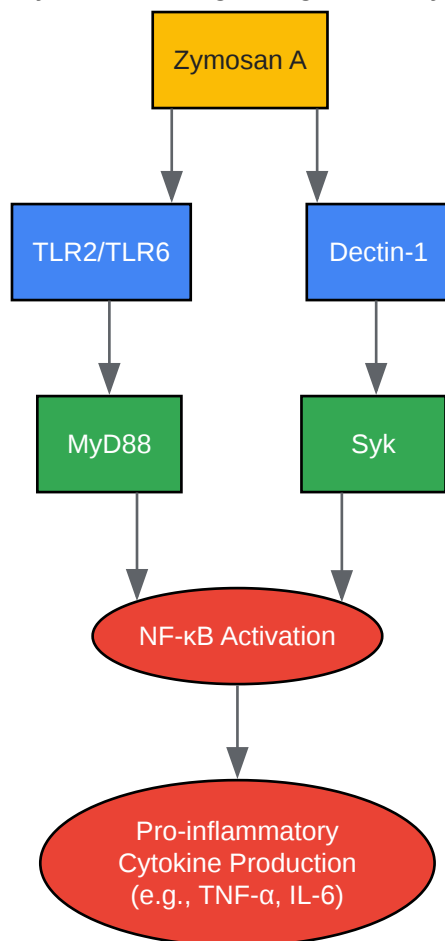 Zymosan A
TLR2/TLR6
Dectin-1
MyD88
Syk
NF-κB Activation
Pro-inflammatory
Cytokine Production
(e.g., TNF-α, IL-6)